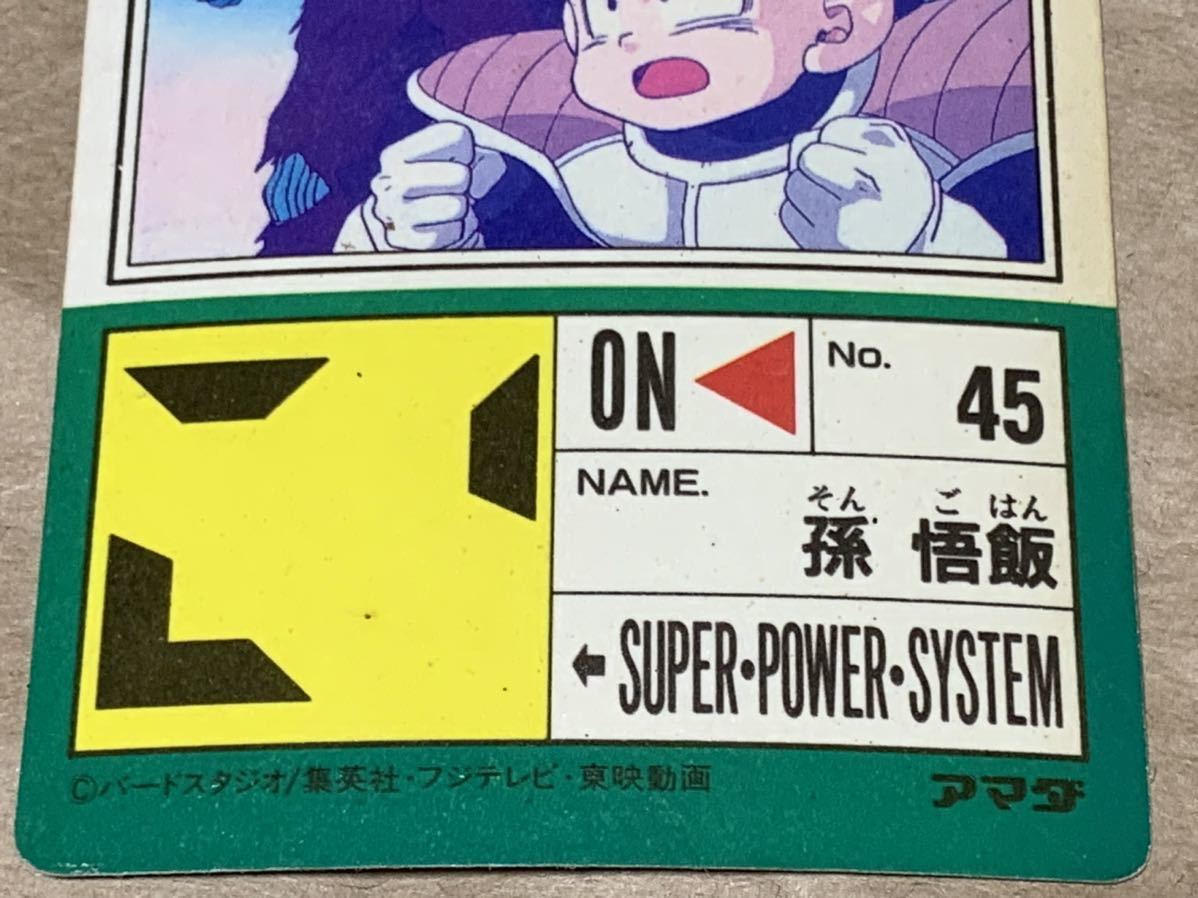 ON
No.
45
NAME.
そん ご はん
孫 悟飯
SUPER・POWER・SYSTEM
©バードスタジオ/集英社・フジテレビ・東映動画
アマダ